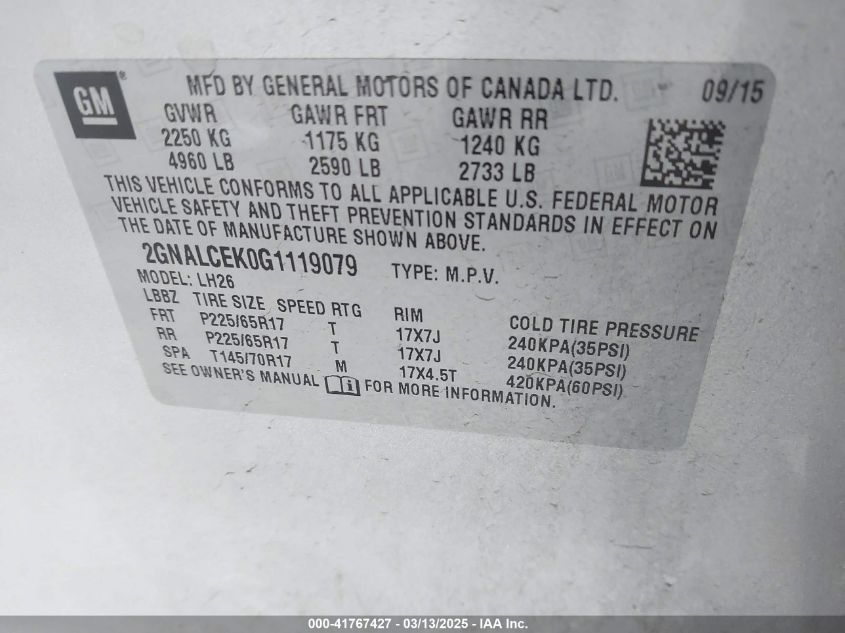 GM ®
MFD BY GENERAL MOTORS OF CANADA LTD. 09/15
GVWR GAWR FRT GAWR RR
2250 KG 1175 KG 1240 KG
4960 LB 2590 LB 2733 LB
THIS VEHICLE CONFORMS TO ALL APPLICABLE U.S. FEDERAL MOTOR
VEHICLE SAFETY AND THEFT PREVENTION STANDARDS IN EFFECT ON
THE DATE OF MANUFACTURE SHOWN ABOVE.
2GNALCEK0G1119079 TYPE: M.P.V.
MODEL: LH26
LBBZ TIRE SIZE SPEED RTG RIM COLD TIRE PRESSURE
FRT P225/65R17 T 17X7J 240KPA(35PSI)
RR P225/65R17 T 17X7J 240KPA(35PSI)
SPA T145/70R17 M 17X4.5T 420KPA(60PSI)
SEE OWNER'S MANUAL FOR MORE INFORMATION.
000-41767427 - 03/13/2025 - IAA Inc.